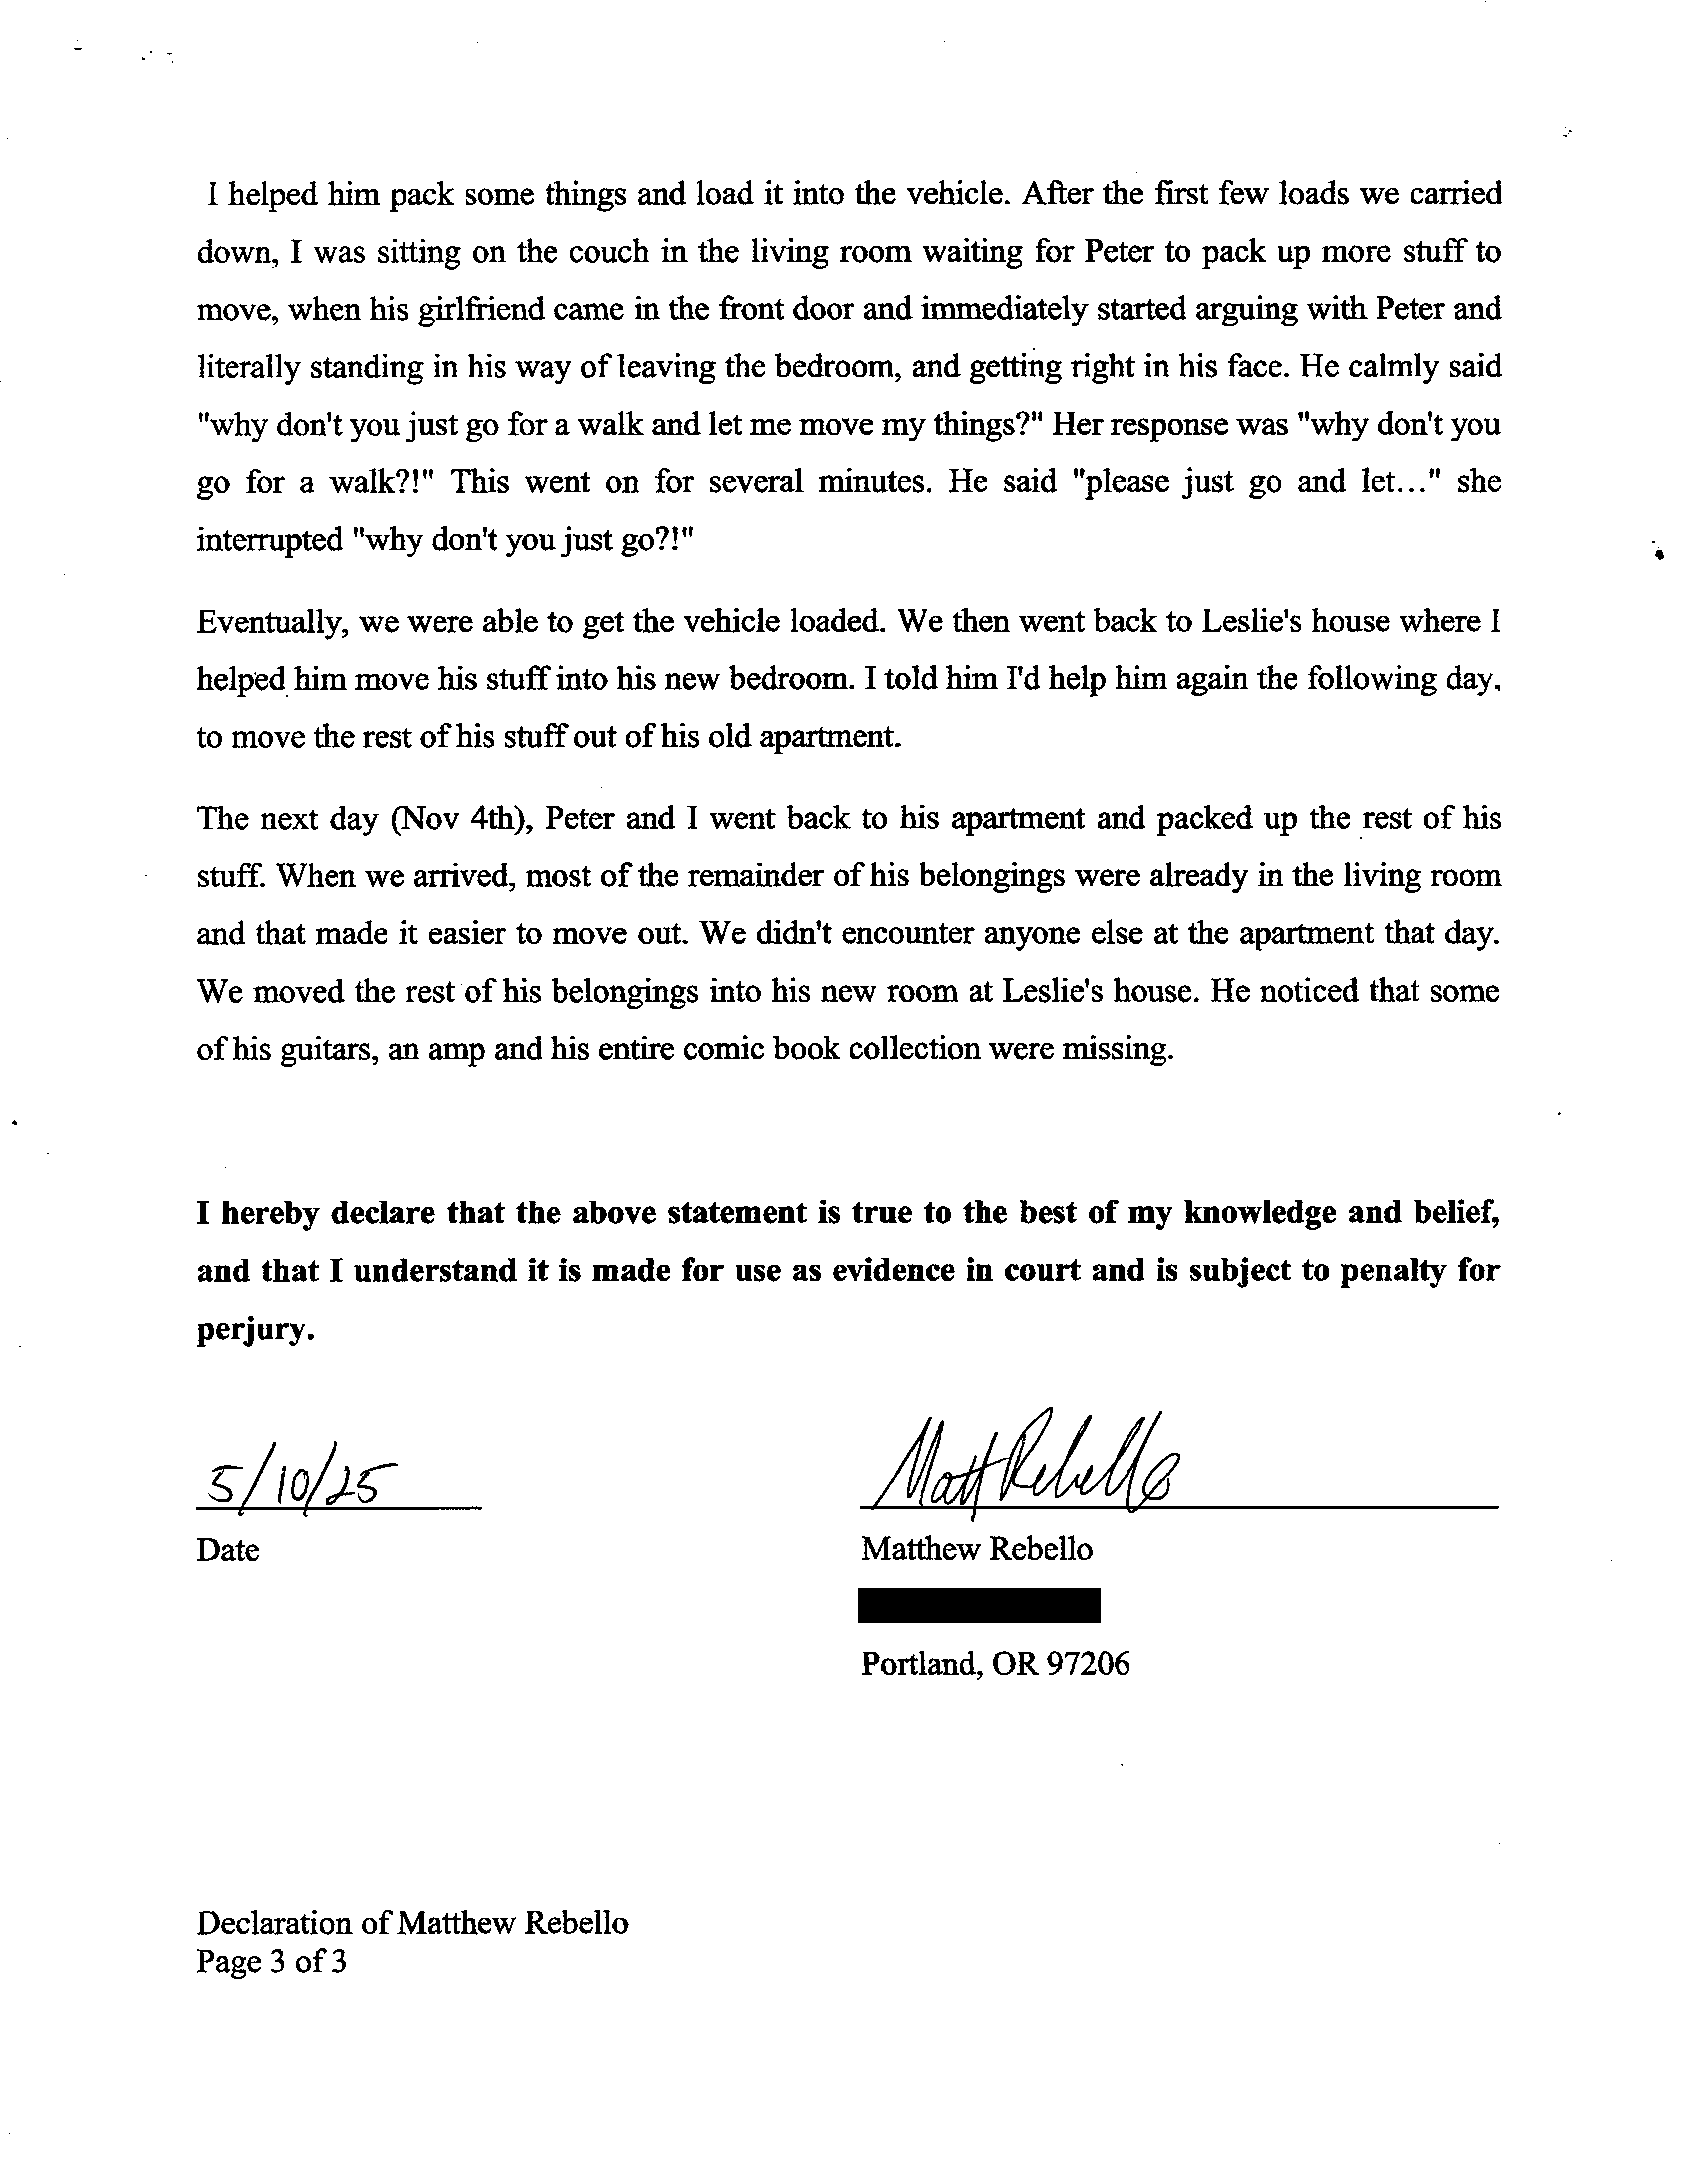 I helped him pack some things and load it into the vehicle. After the first few loads we carried
down, I was sitting on the couch in the living room waiting for Peter to pack up more stuff to
move, when his girlfriend came in the front door and immediately started arguing with Peter and
literally standing in his way of leaving the bedroom, and getting right in his face. He calmly said
"why don't you just go for a walk and let me move my things?" Her response was "why don't you
go for a walk?!" This went on for several minutes. He said "please just go and let..." she
interrupted "why don't you just go?!"
Eventually, we were able to get the vehicle loaded. We then went back to Leslie's house where I
helped him move his stuff into his new bedroom. I told him I'd help him again the following day,
to move the rest of his stuff out of his old apartment.
The next day (Nov 4th), Peter and I went back to his apartment and packed up the rest of his
stuff. When we arrived, most of the remainder of his belongings were already in the living room
and that made it easier to move out. We didn't encounter anyone else at the apartment that day.
We moved the rest of his belongings into his new room at Leslie's house. He noticed that some
of his guitars, an amp and his entire comic book collection were missing.
I hereby declare that the above statement is true to the best of my knowledge and belief,
and that I understand it is made for use as evidence in court and is subject to penalty for
perjury.
5/10/25
Matt Rebello
Date
Matthew Rebello
Portland, OR 97206
Declaration of Matthew Rebello
Page 3 of 3